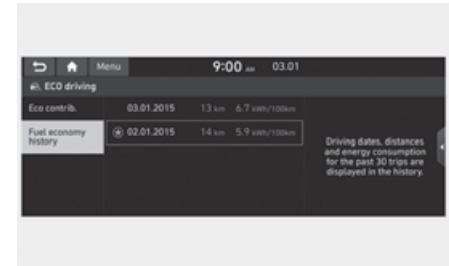 Menu 9:00 AM 03.01
ECO driving
Eco contrib. 03.01.2015 13 km 6.7 kWh/100km
Fuel economy
history
02.01.2015 14 km 5.9 kWh/100km
Driving dates, distances
and energy consumption
for the past 30 trips are
displayed in the history.